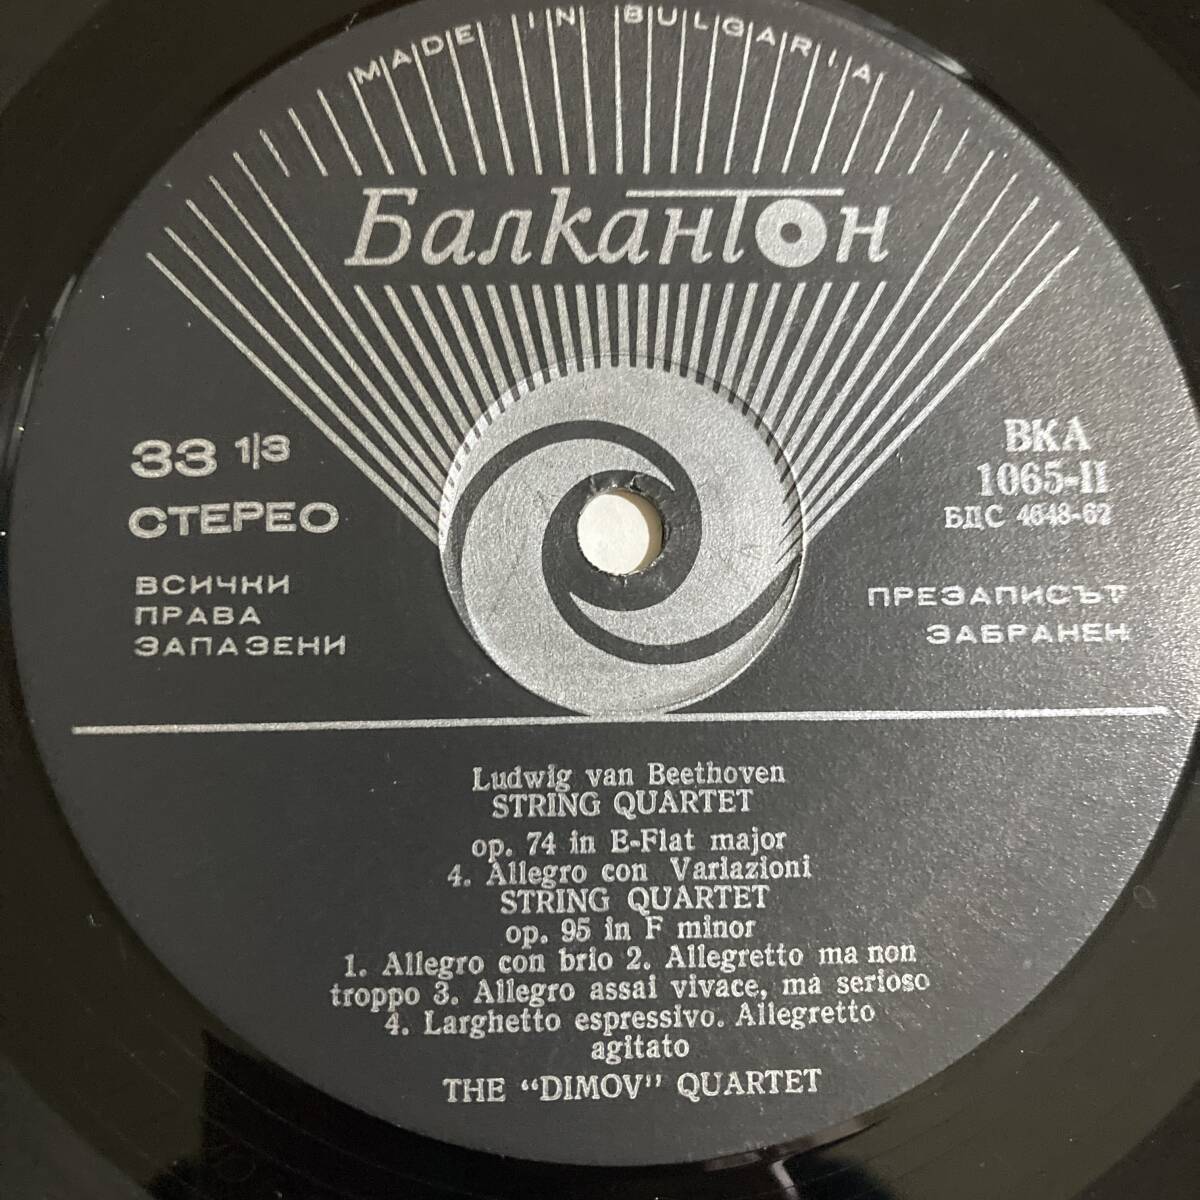 MADE IN BULGARIA
Балкантон
33 1/3
СТЕРЕО
ВСИЧКИ
ПРАВА
ЗАПАЗЕНИ
ВКА
1065-II
БДС 4648-62
ПРЕЗАПИСЪТ
ЗАБРАНЕН
Ludwig van Beethoven
STRING QUARTET
op. 74 in E-Flat major
4. Allegro con Variazioni
STRING QUARTET
op. 95 in F minor
1. Allegro con brio 2. Allegretto ma non
troppo 3. Allegro assai vivace, ma serioso
4. Larghetto espressivo. Allegretto
agitato
THE "DIMOV" QUARTET